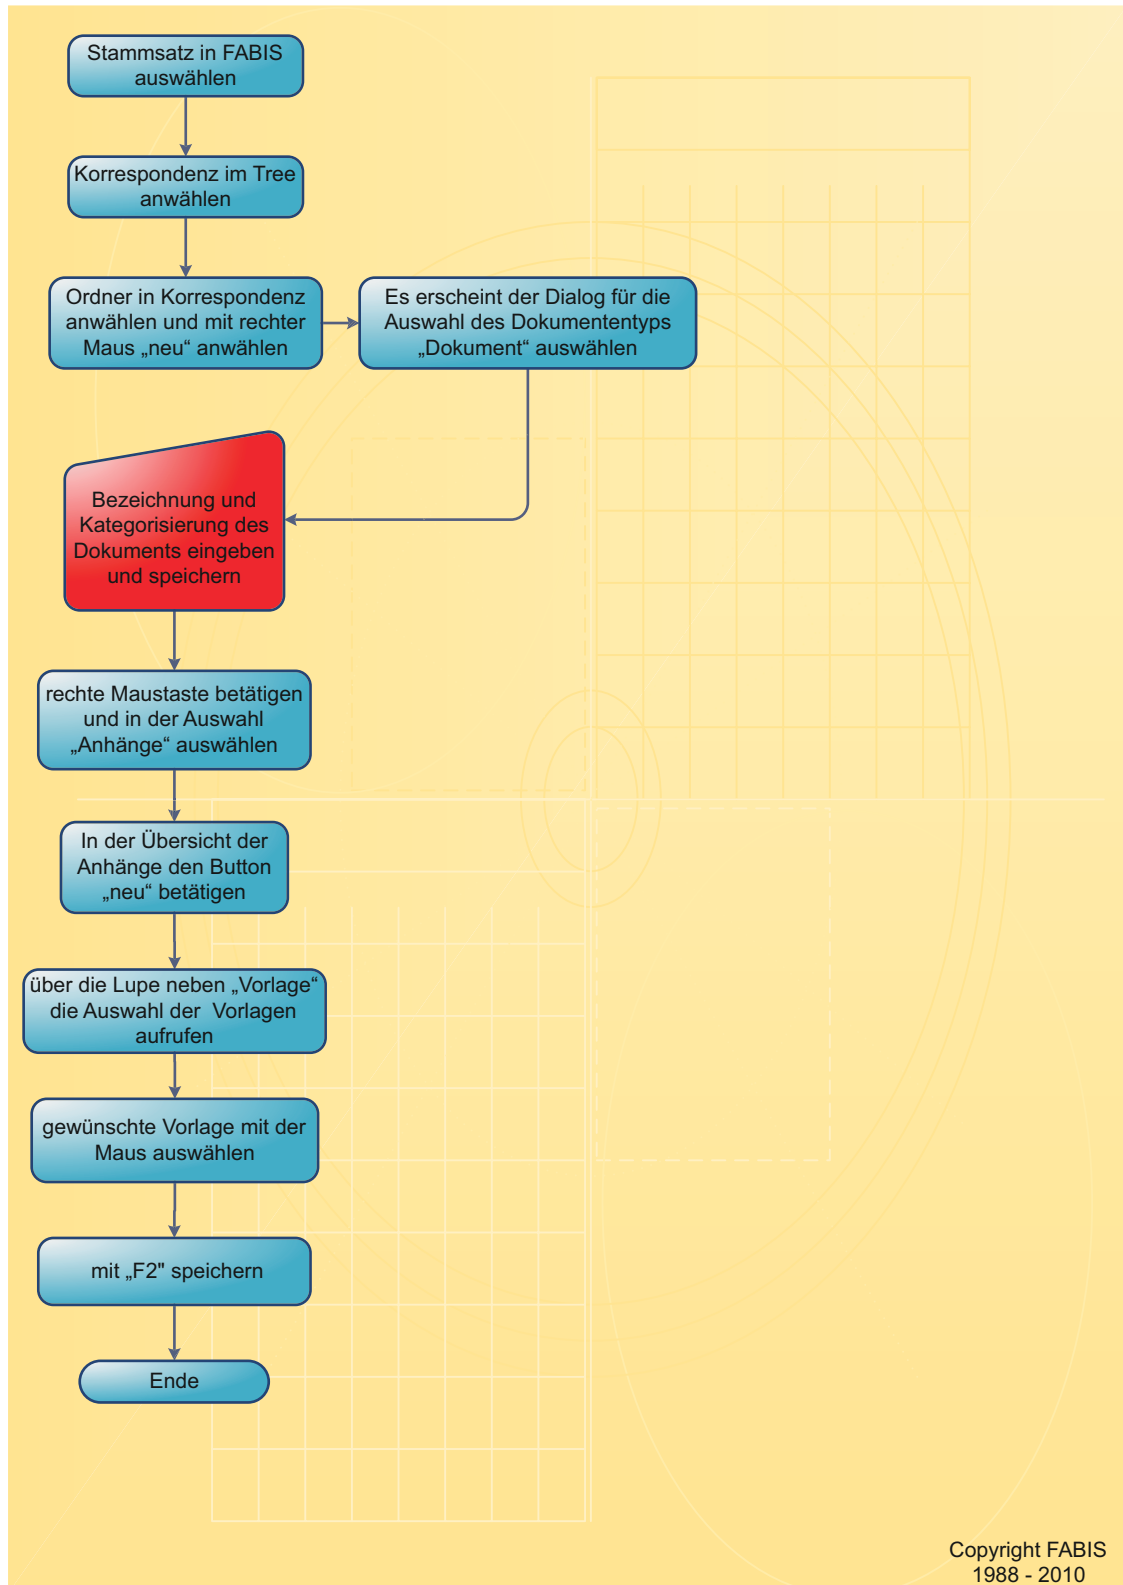 Stammsatz in FABIS
auswählen
Korrespondenz im Tree
anwählen
Ordner in Korrespondenz
anwählen und mit rechter
Maus „neu“ anwählen
Es erscheint der Dialog für die
Auswahl des Dokumententyps
„Dokument“ auswählen
Bezeichnung und
Kategorisierung des
Dokuments eingeben
und speichern
rechte Maustaste betätigen
und in der Auswahl
„Anhänge“ auswählen
In der Übersicht der
Anhänge den Button
„neu“ betätigen
über die Lupe neben „Vorlage“
die Auswahl der Vorlagen
aufrufen
gewünschte Vorlage mit der
Maus auswählen
mit „F2" speichern
Ende
Copyright FABIS
1988 - 2010